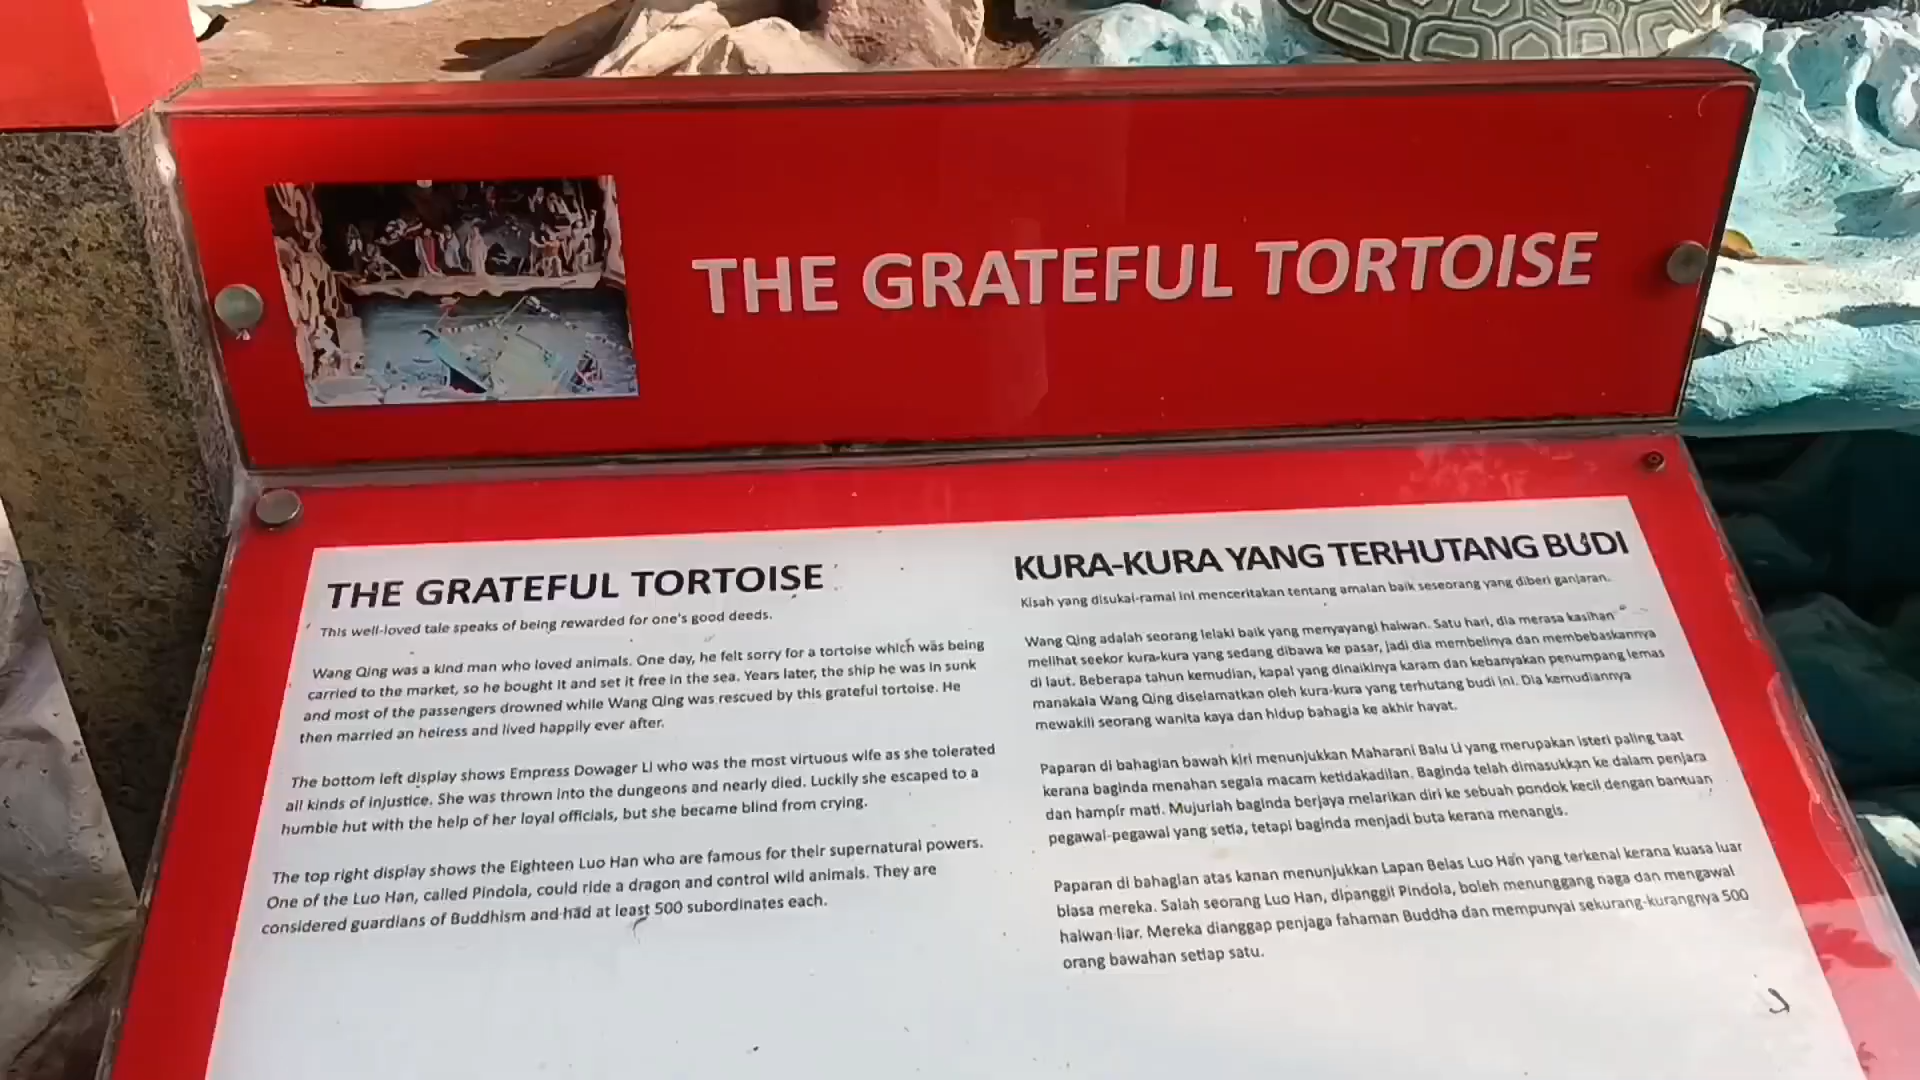 THE GRATEFUL TORTOISE
THE GRATEFUL TORTOISE
This well-loved tale speaks of being rewarded for one's good deeds.
Wang Qing was a kind man who loved animals. One day, he felt sorry for a tortoise which was being
carried to the market, so he bought it and set it free in the sea. Years later, the ship he was in sunk
and most of the passengers drowned while Wang Qing was rescued by this grateful tortoise. He
then married an heiress and lived happily ever after.
The bottom left display shows Empress Dowager Li who was the most virtuous wife as she tolerated
all kinds of injustice. She was thrown into the dungeons and nearly died. Luckily she escaped to a
humble hut with the help of her loyal officials, but she became blind from crying.
The top right display shows the Eighteen Luo Han who are famous for their supernatural powers.
One of the Luo Han, called Pindola, could ride a dragon and control wild animals. They are
considered guardians of Buddhism and had at least 500 subordinates each.
KURA-KURA YANG TERHUTANG BUDI
Kisah yang disukai-ramai ini menceritakan tentang amalan baik seseorang yang diberi ganjaran.
Wang Qing adalah seorang lelaki baik yang menyayangi haiwan. Satu hari, dia merasa kasihan
melihat seekor kura-kura yang sedang dibawa ke pasar, jadi dia membelinya dan membebaskannya
di laut. Beberapa tahun kemudian, kapal yang dinaikinya karam dan kebanyakan penumpang lemas
manakala Wang Qing diselamatkan oleh kura-kura yang terhutang budi ini. Dia kemudiannya
mewakili seorang wanita kaya dan hidup bahagia ke akhir hayat.
Paparan di bahagian bawah kiri menunjukkan Maharani Balu Li yang merupakan isteri paling taat
kerana baginda menahan segala macam ketidakadilan. Baginda telah dimasukkan ke dalam penjara
dan hampir mati. Mujurlah baginda berjaya melarikan diri ke sebuah pondok kecil dengan bantuan
pegawai-pegawai yang setia, tetapi baginda menjadi buta kerana menangis.
Paparan di bahagian atas kanan menunjukkan Lapan Belas Luo Han yang terkenal kerana kuasa luar
biasa mereka. Salah seorang Luo Han, dipanggil Pindola, boleh menunggang naga dan mengawal
haiwan liar. Mereka dianggap penjaga fahaman Buddha dan mempunyai sekurang-kurangnya 500
orang bawahan setiap satu.